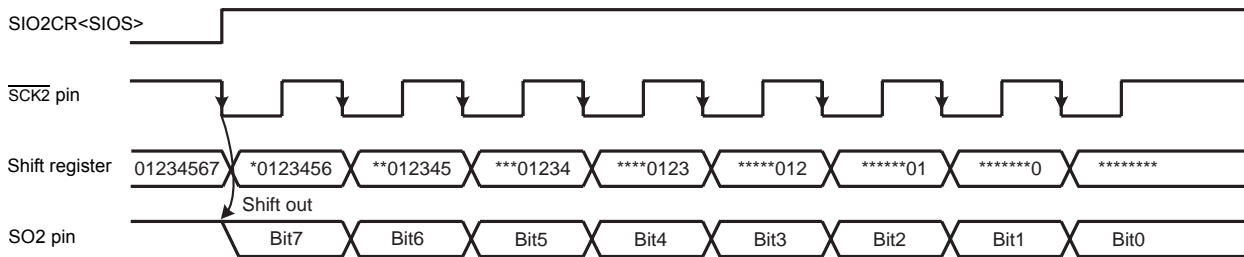 SIO2CR<SIOS>
SCK2 pin
Shift register 01234567 *0123456 **012345 ***01234 ****0123 *****012 ******01 *******0 ********
Shift out
SO2 pin Bit7 Bit6 Bit5 Bit4 Bit3 Bit2 Bit1 Bit0